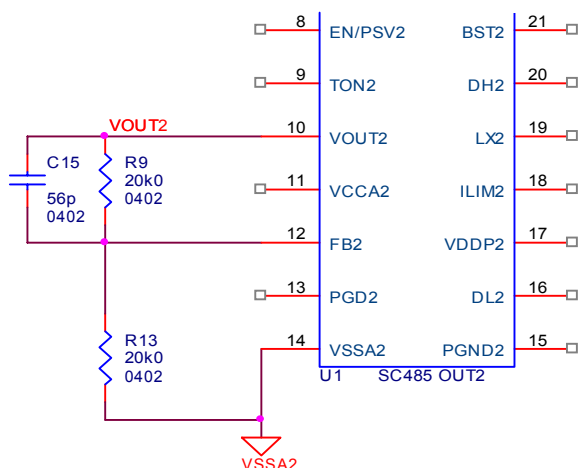 8 EN/PSV2 BST2 21
9 TON2 DH2 20
VOUT2
10 VOUT2 LX2 19
C15
56p
0402
R9
20k0
0402
11 VCCA2 ILIM2 18
12 FB2 VDDP2 17
13 PGD2 DL2 16
R13
20k0
0402
14 VSSA2 PGND2 15
U1 SC485 OUT2
VSSA2